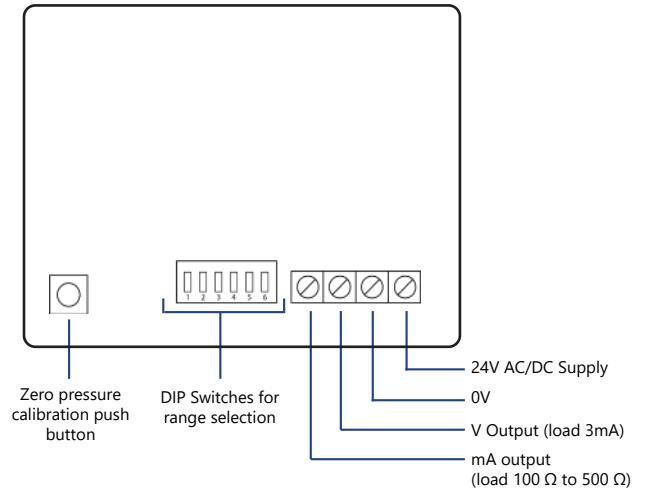 1 2 3 4 5 6
24V AC/DC Supply
0V
V Output (load 3mA)
mA output
(load 100 Ω to 500 Ω)
Zero pressure
calibration push
button
DIP Switches for
range selection